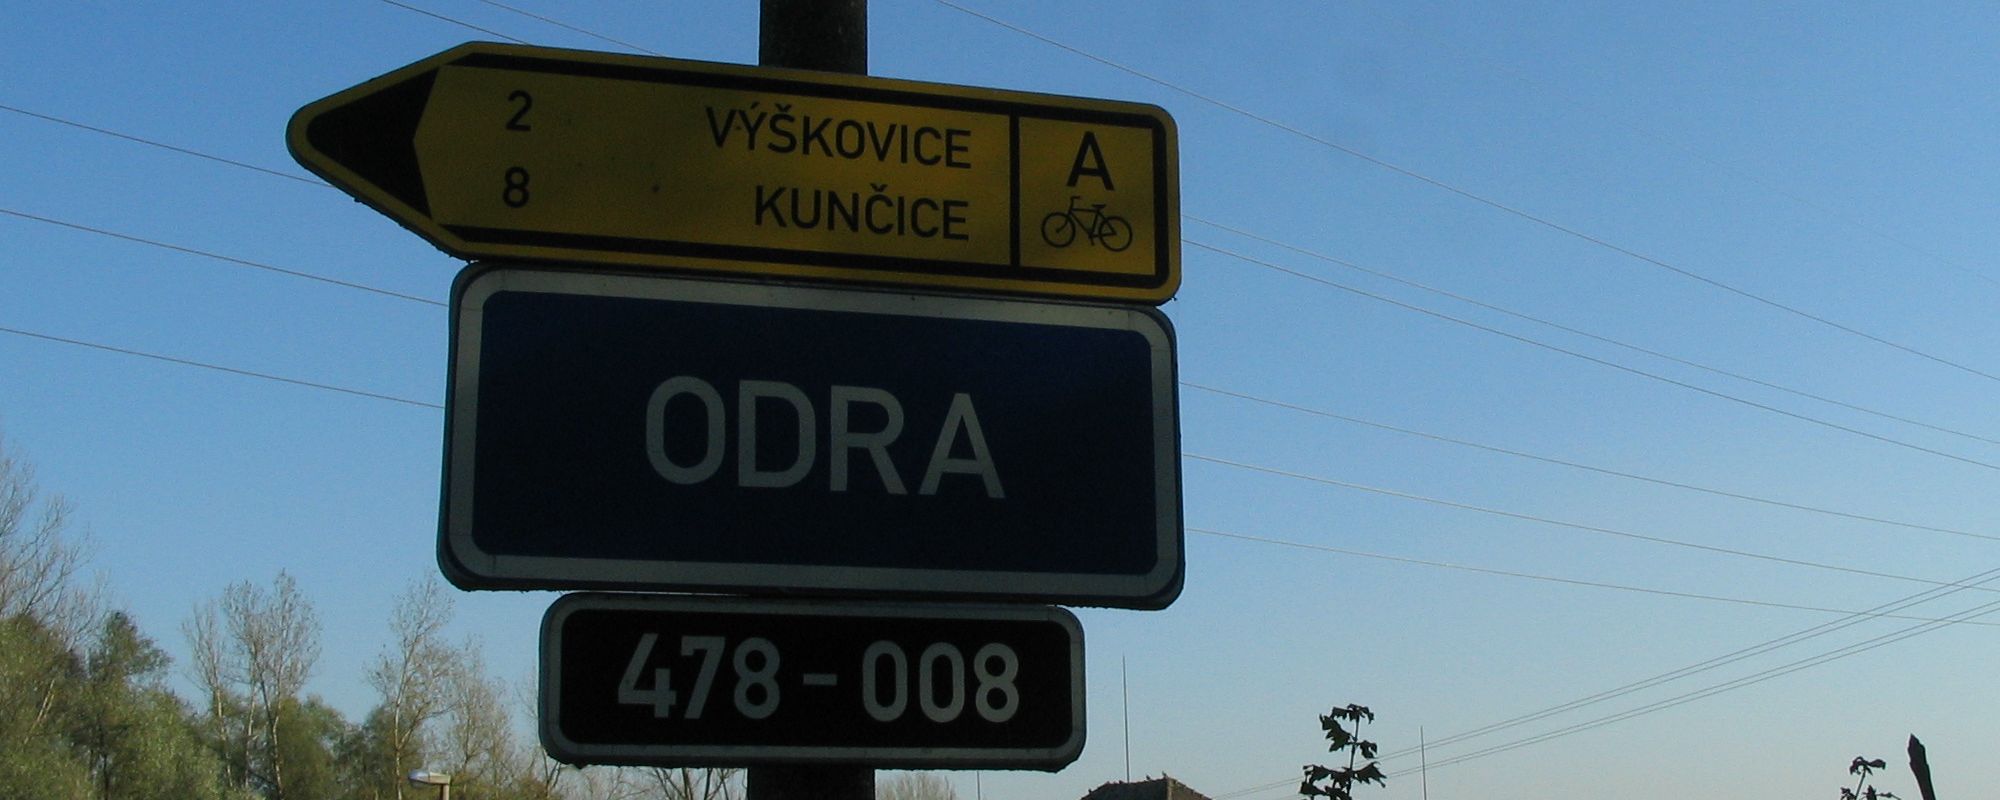 2 VÝŠKOVICE A
8 KUNČICE
ODRA
478-008